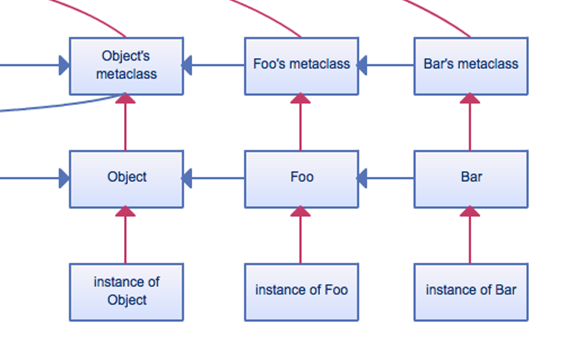 Object's
metaclass
Foo's metaclass
Bar's metaclass
Object
Foo
Bar
instance of
Object
instance of Foo
instance of Bar